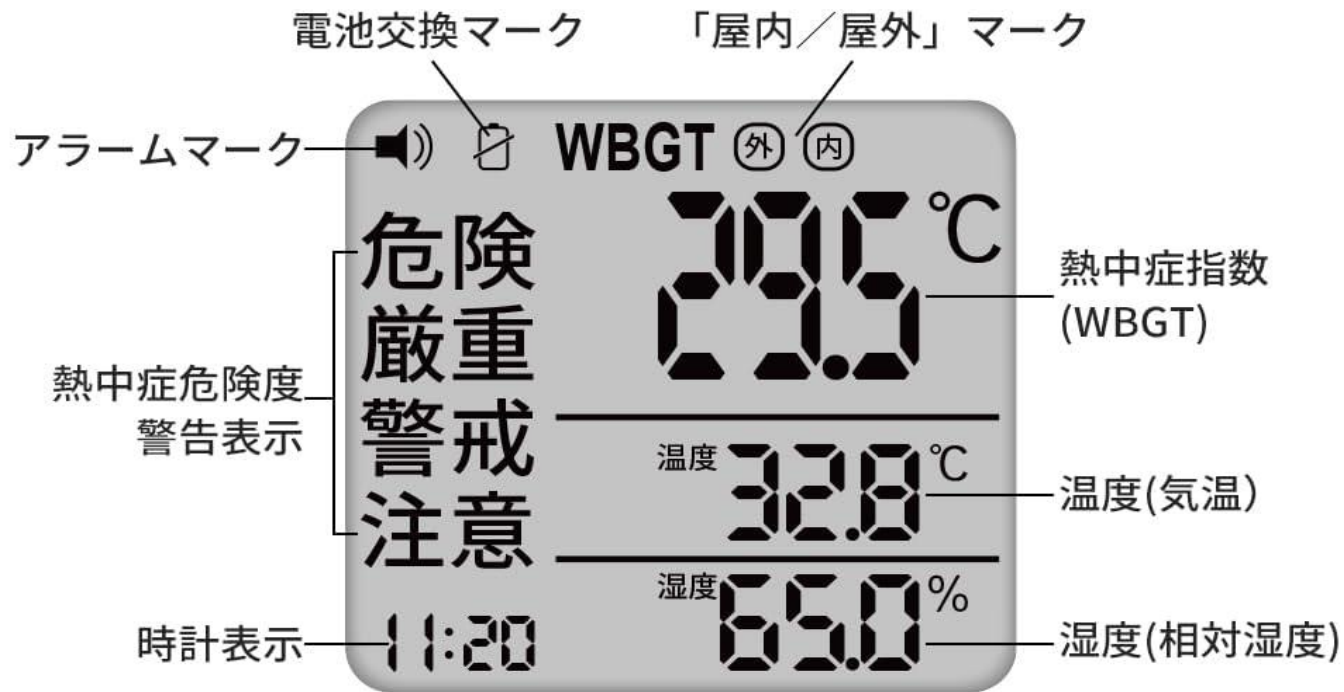 電池交換マーク
「屋内／屋外」マーク
アラームマーク
WBGT 外 内
29.5℃
熱中症指数
(WBGT)
危険
厳重
警戒
注意
熱中症危険度
警告表示
温度 32.8℃
温度(気温）
湿度 65.0%
湿度(相対湿度)
時計表示
11:20